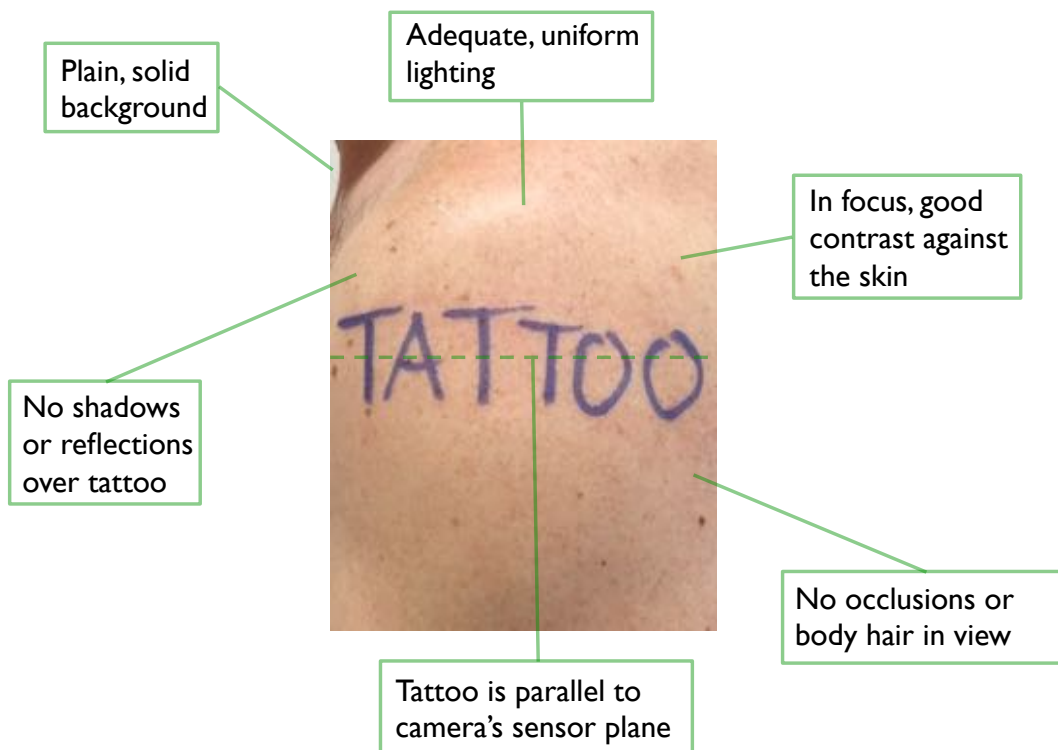 Adequate, uniform
lighting
Plain, solid
background
In focus, good
contrast against
the skin
TATTOO
No shadows
or reflections
over tattoo
No occlusions or
body hair in view
Tattoo is parallel to
camera’s sensor plane